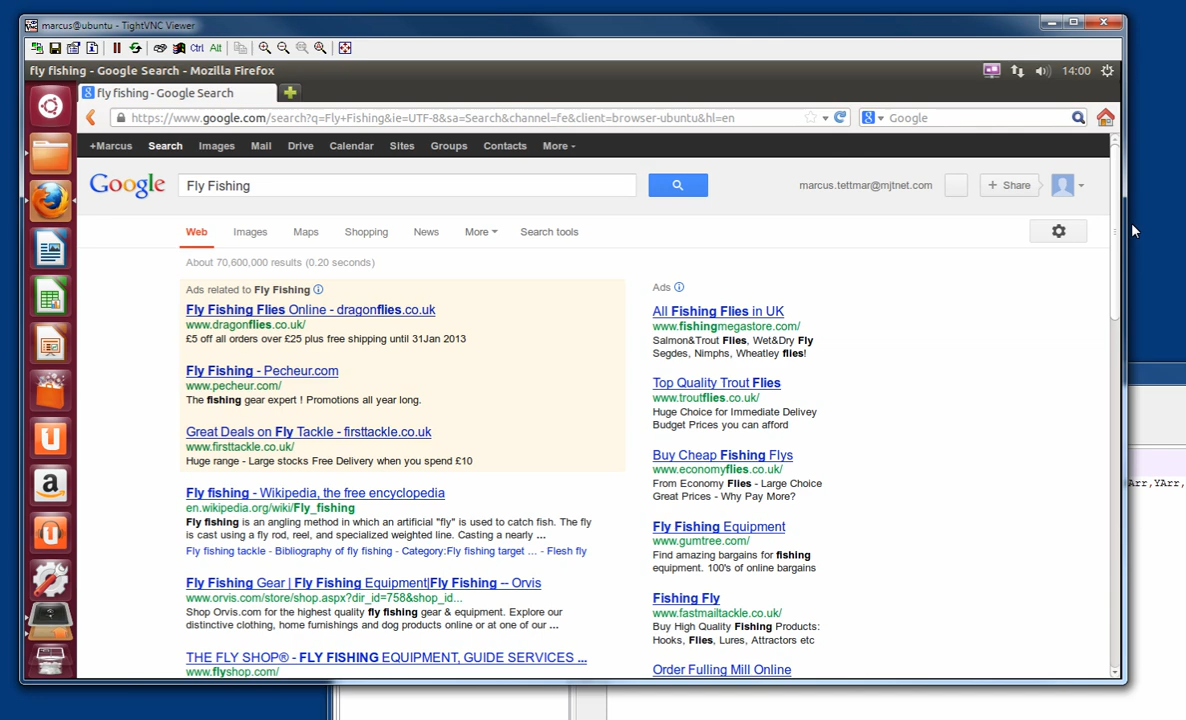 marcus@ubuntu - TightVNC Viewer
Ctrl Alt
fly fishing - Google Search - Mozilla Firefox
14:00
fly fishing - Google Search
https://www.google.com/search?q=Fly+Fishing&ie=UTF-8&sa=Search&channel=fe&client=browser-ubuntu&hl=en
Google
+Marcus Search Images Mail Drive Calendar Sites Groups Contacts More
Google
Fly Fishing
marcus.tettmar@mjtnet.com
+ Share
Web Images Maps Shopping News More Search tools
About 70,600,000 results (0.20 seconds)
Ads related to Fly Fishing
Fly Fishing Flies Online - dragonflies.co.uk
www.dragonflies.co.uk/
£5 off all orders over £25 plus free shipping until 31Jan 2013
Fly Fishing - Pecheur.com
www.pecheur.com/
The fishing gear expert ! Promotions all year long.
Great Deals on Fly Tackle - firsttackle.co.uk
www.firsttackle.co.uk/
Huge range - Large stocks Free Delivery when you spend £10
Fly fishing - Wikipedia, the free encyclopedia
en.wikipedia.org/wiki/Fly_fishing
Fly fishing is an angling method in which an artificial "fly" is used to catch fish. The fly
is cast using a fly rod, reel, and specialized weighted line. Casting a nearly ...
Fly fishing tackle - Bibliography of fly fishing - Category:Fly fishing target ... - Flesh fly
Fly Fishing Gear | Fly Fishing Equipment|Fly Fishing -- Orvis
www.orvis.com/store/shop.aspx?dir_id=758&shop_id...
Shop Orvis.com for the highest quality fly fishing gear & equipment. Explore our
distinctive clothing, home furnishings and dog products online or at one of our ...
THE FLY SHOP® - FLY FISHING EQUIPMENT, GUIDE SERVICES ...
www.flyshop.com/
Ads
All Fishing Flies in UK
www.fishingmegastore.com/
Salmon&Trout Flies, Wet&Dry Fly
Segdes, Nimphs, Wheatley flies!
Top Quality Trout Flies
www.troutflies.co.uk/
Huge Choice for Immediate Delivey
Budget Prices you can afford
Buy Cheap Fishing Flys
www.economyflies.co.uk/
From Economy Flies - Large Choice
Great Prices - Why Pay More?
Fly Fishing Equipment
www.gumtree.com/
Find amazing bargains for fishing
equipment. 100's of online bargains
Fishing Fly
www.fastmailtackle.co.uk/
Buy High Quality Fishing Products:
Hooks, Flies, Lures, Attractors etc
Order Fulling Mill Online
Arr,YArr,